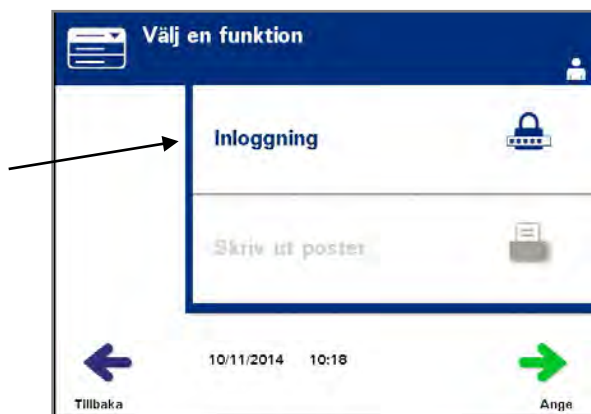 Välj en funktion
Inloggning
Skriv ut poster
10/11/2014 10:18
Tillbaka
Ange